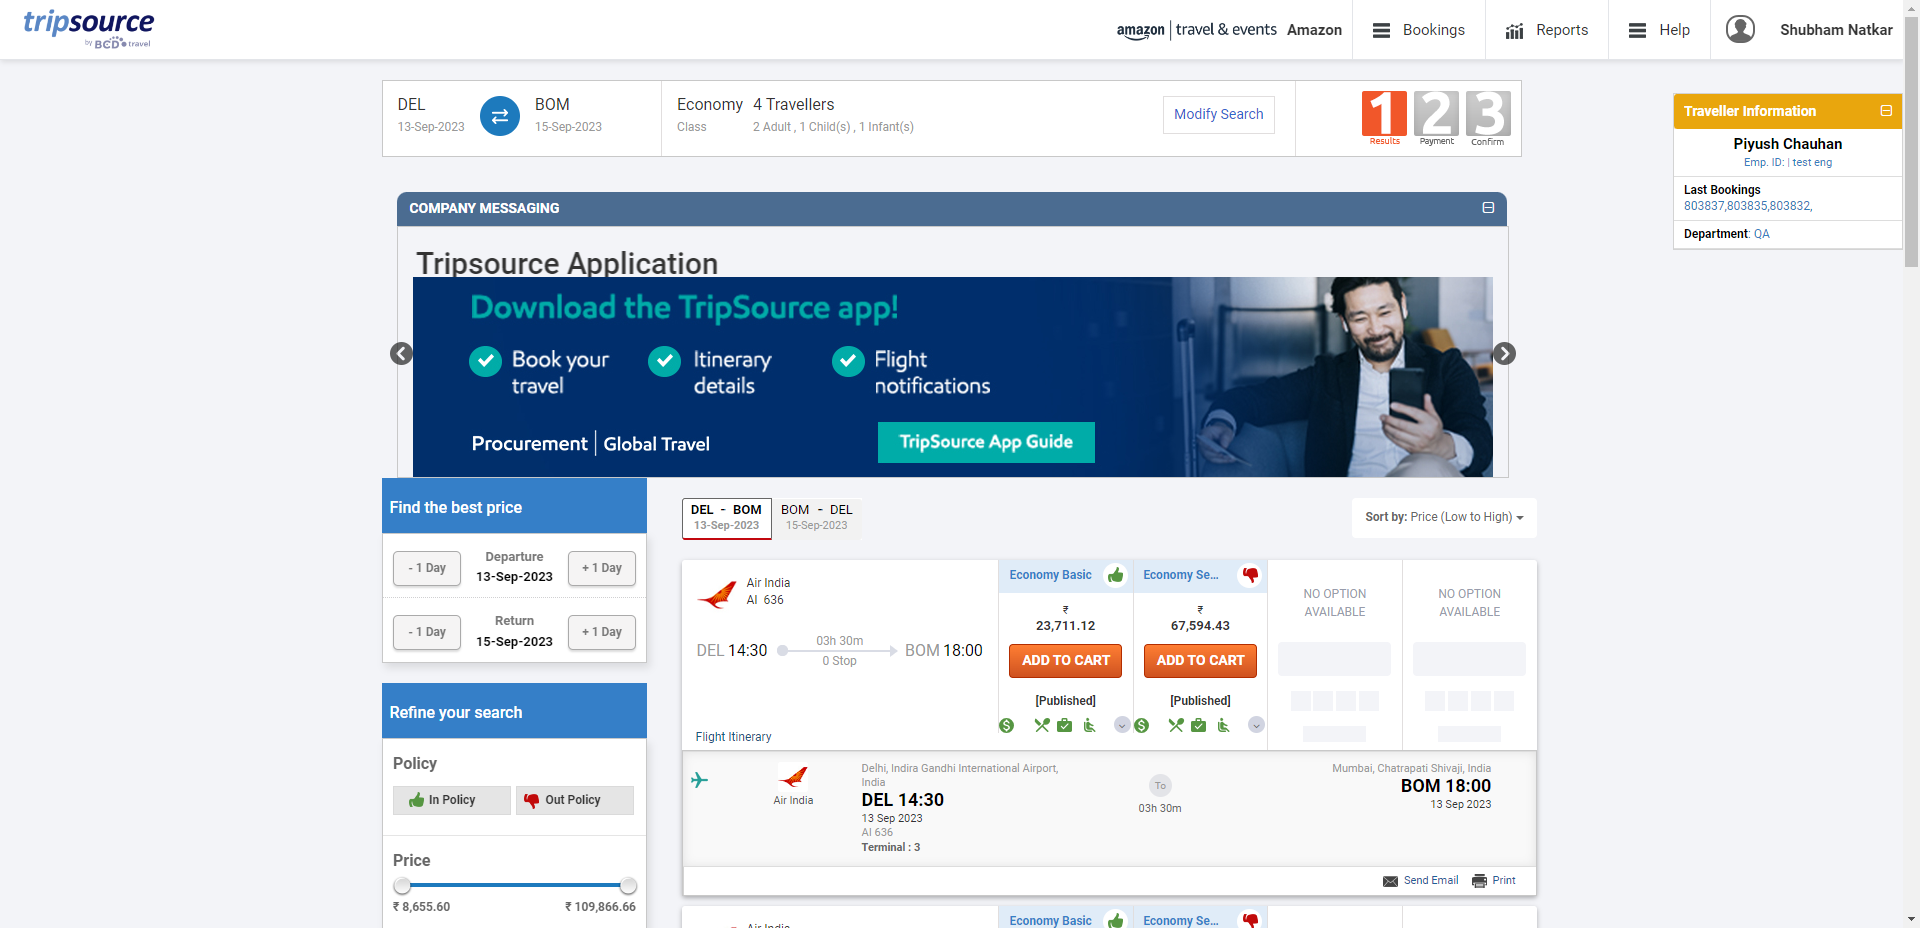 tripsource
by BCD travel
amazon | travel & events Amazon
Bookings
Reports
Help
Shubham Natkar
DEL
13-Sep-2023
BOM
15-Sep-2023
Economy
Class
4 Travellers
2 Adult , 1 Child(s) , 1 Infant(s)
Modify Search
1 2 3
Results Payment Confirm
Traveller Information
Piyush Chauhan
Emp. ID: | test eng
Last Bookings
803837,803835,803832,
Department: QA
COMPANY MESSAGING
Tripsource Application
Download the TripSource app!
Book your
travel
Itinerary
details
Flight
notifications
Procurement | Global Travel
TripSource App Guide
Find the best price
- 1 Day
Departure
13-Sep-2023
+ 1 Day
- 1 Day
Return
15-Sep-2023
+ 1 Day
Refine your search
Policy
In Policy
Out Policy
Price
₹ 8,655.60
₹ 109,866.66
DEL - BOM
13-Sep-2023
BOM - DEL
15-Sep-2023
Sort by: Price (Low to High)
Air India
AI 636
DEL 14:30
03h 30m
0 Stop
BOM 18:00
Flight Itinerary
Economy Basic
₹
23,711.12
ADD TO CART
[Published]
Economy Se...
₹
67,594.43
ADD TO CART
[Published]
NO OPTION
AVAILABLE
NO OPTION
AVAILABLE
Air India
Delhi, Indira Gandhi International Airport,
India
DEL 14:30
13 Sep 2023
AI 636
Terminal : 3
To
03h 30m
Mumbai, Chatrapati Shivaji, India
BOM 18:00
13 Sep 2023
Send Email
Print
Air India
Economy Basic
Economy Se...